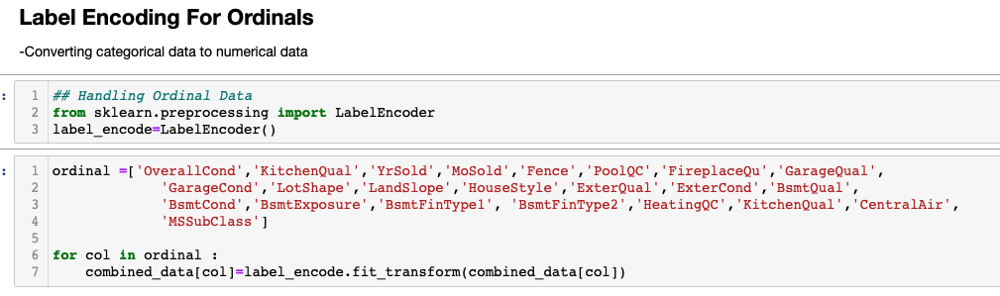 Label Encoding For Ordinals
-Converting categorical data to numerical data
:
1 ## Handling Ordinal Data
2 from sklearn.preprocessing import LabelEncoder
3 label_encode=LabelEncoder()
:
1 ordinal =['OverallCond','KitchenQual','YrSold','MoSold','Fence','PoolQC','FireplaceQu','GarageQual',
2 'GarageCond','LotShape','LandSlope','HouseStyle','ExterQual','ExterCond','BsmtQual',
3 'BsmtCond','BsmtExposure','BsmtFinType1', 'BsmtFinType2','HeatingQC','KitchenQual','CentralAir',
4 'MSSubClass']
5
6 for col in ordinal :
7 combined_data[col]=label_encode.fit_transform(combined_data[col])